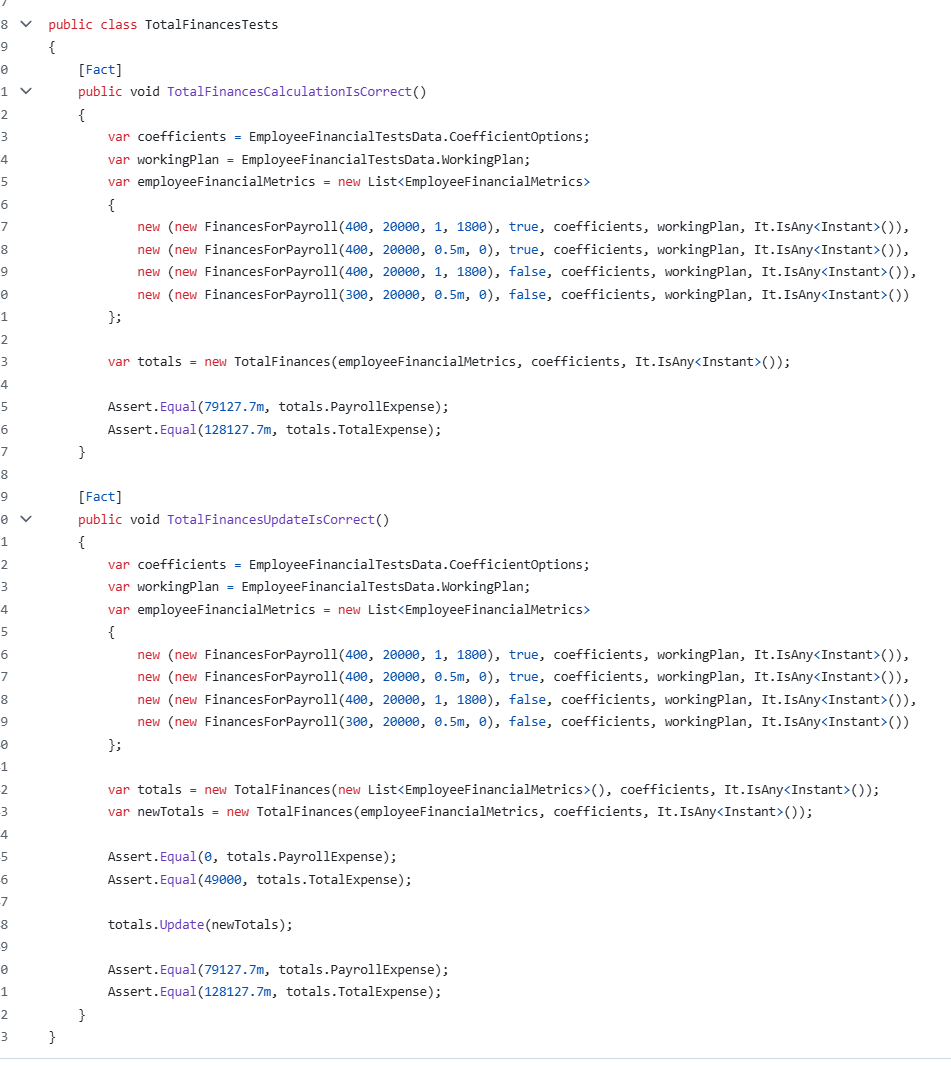 7
8 public class TotalFinancesTests
9 {
0 [Fact]
1 public void TotalFinancesCalculationIsCorrect()
2 {
3 var coefficients = EmployeeFinancialTestsData.CoefficientOptions;
4 var workingPlan = EmployeeFinancialTestsData.WorkingPlan;
5 var employeeFinancialMetrics = new List<EmployeeFinancialMetrics>
6 {
7 new (new FinancesForPayroll(400, 20000, 1, 1800), true, coefficients, workingPlan, It.IsAny<Instant>()),
8 new (new FinancesForPayroll(400, 20000, 0.5m, 0), true, coefficients, workingPlan, It.IsAny<Instant>()),
9 new (new FinancesForPayroll(400, 20000, 1, 1800), false, coefficients, workingPlan, It.IsAny<Instant>()),
0 new (new FinancesForPayroll(300, 20000, 0.5m, 0), false, coefficients, workingPlan, It.IsAny<Instant>())
1 };
2
3 var totals = new TotalFinances(employeeFinancialMetrics, coefficients, It.IsAny<Instant>());
4
5 Assert.Equal(79127.7m, totals.PayrollExpense);
6 Assert.Equal(128127.7m, totals.TotalExpense);
7 }
8
9 [Fact]
0 public void TotalFinancesUpdateIsCorrect()
1 {
2 var coefficients = EmployeeFinancialTestsData.CoefficientOptions;
3 var workingPlan = EmployeeFinancialTestsData.WorkingPlan;
4 var employeeFinancialMetrics = new List<EmployeeFinancialMetrics>
5 {
6 new (new FinancesForPayroll(400, 20000, 1, 1800), true, coefficients, workingPlan, It.IsAny<Instant>()),
7 new (new FinancesForPayroll(400, 20000, 0.5m, 0), true, coefficients, workingPlan, It.IsAny<Instant>()),
8 new (new FinancesForPayroll(400, 20000, 1, 1800), false, coefficients, workingPlan, It.IsAny<Instant>()),
9 new (new FinancesForPayroll(300, 20000, 0.5m, 0), false, coefficients, workingPlan, It.IsAny<Instant>())
0 };
1
2 var totals = new TotalFinances(new List<EmployeeFinancialMetrics>(), coefficients, It.IsAny<Instant>());
3 var newTotals = new TotalFinances(employeeFinancialMetrics, coefficients, It.IsAny<Instant>());
4
5 Assert.Equal(0, totals.PayrollExpense);
6 Assert.Equal(49000, totals.TotalExpense);
7
8 totals.Update(newTotals);
9
0 Assert.Equal(79127.7m, totals.PayrollExpense);
1 Assert.Equal(128127.7m, totals.TotalExpense);
2 }
3 }